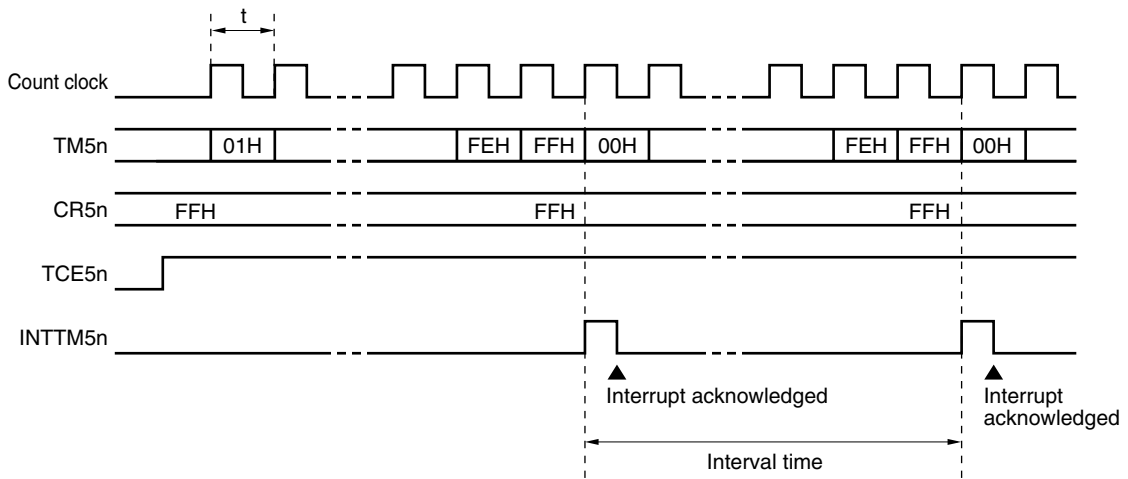 t
Count clock
TM5n 01H FEH FFH 00H FEH FFH 00H
CR5n FFH FFH FFH
TCE5n
INTTM5n
Interrupt acknowledged
Interrupt
acknowledged
Interval time